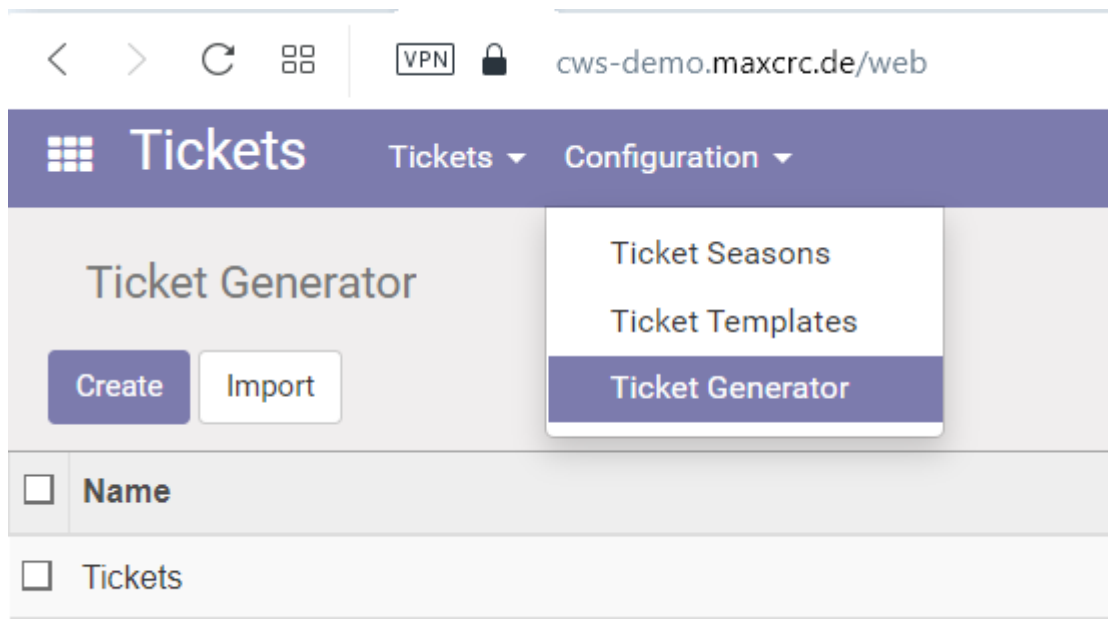 VPN cws-demo.maxcrc.de/web
Tickets Tickets Configuration
Ticket Seasons
Ticket Generator
Ticket Templates
Create Import
Ticket Generator
Name
Tickets